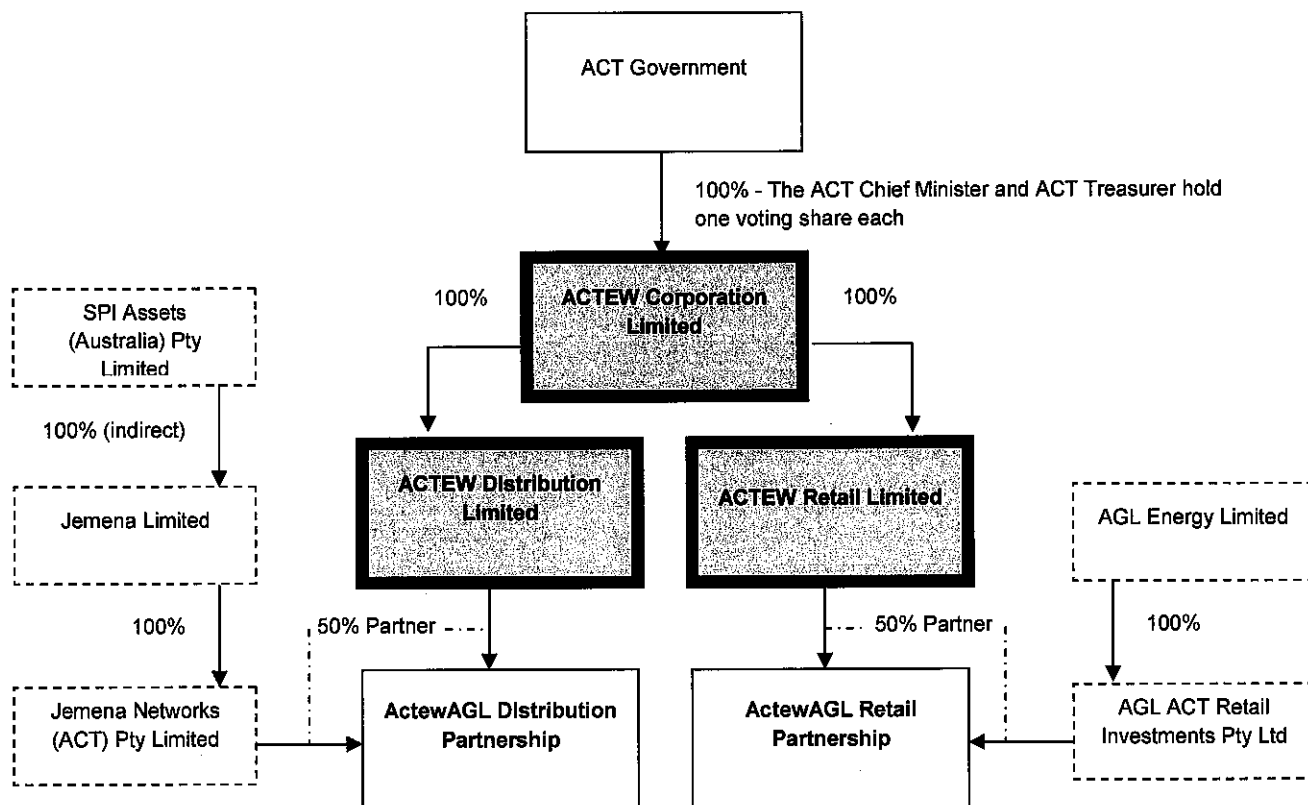 ACT Government
100% - The ACT Chief Minister and ACT Treasurer hold
one voting share each
100%
ACTEW Corporation
Limited
100%
SPI Assets
(Australia) Pty
Limited
100% (indirect)
ACTEW Distribution
Limited
ACTEW Retail Limited
Jemena Limited
AGL Energy Limited
100%
50% Partner
50% Partner
100%
Jemena Networks
(ACT) Pty Limited
ActewAGL Distribution
Partnership
ActewAGL Retail
Partnership
AGL ACT Retail
Investments Pty Ltd